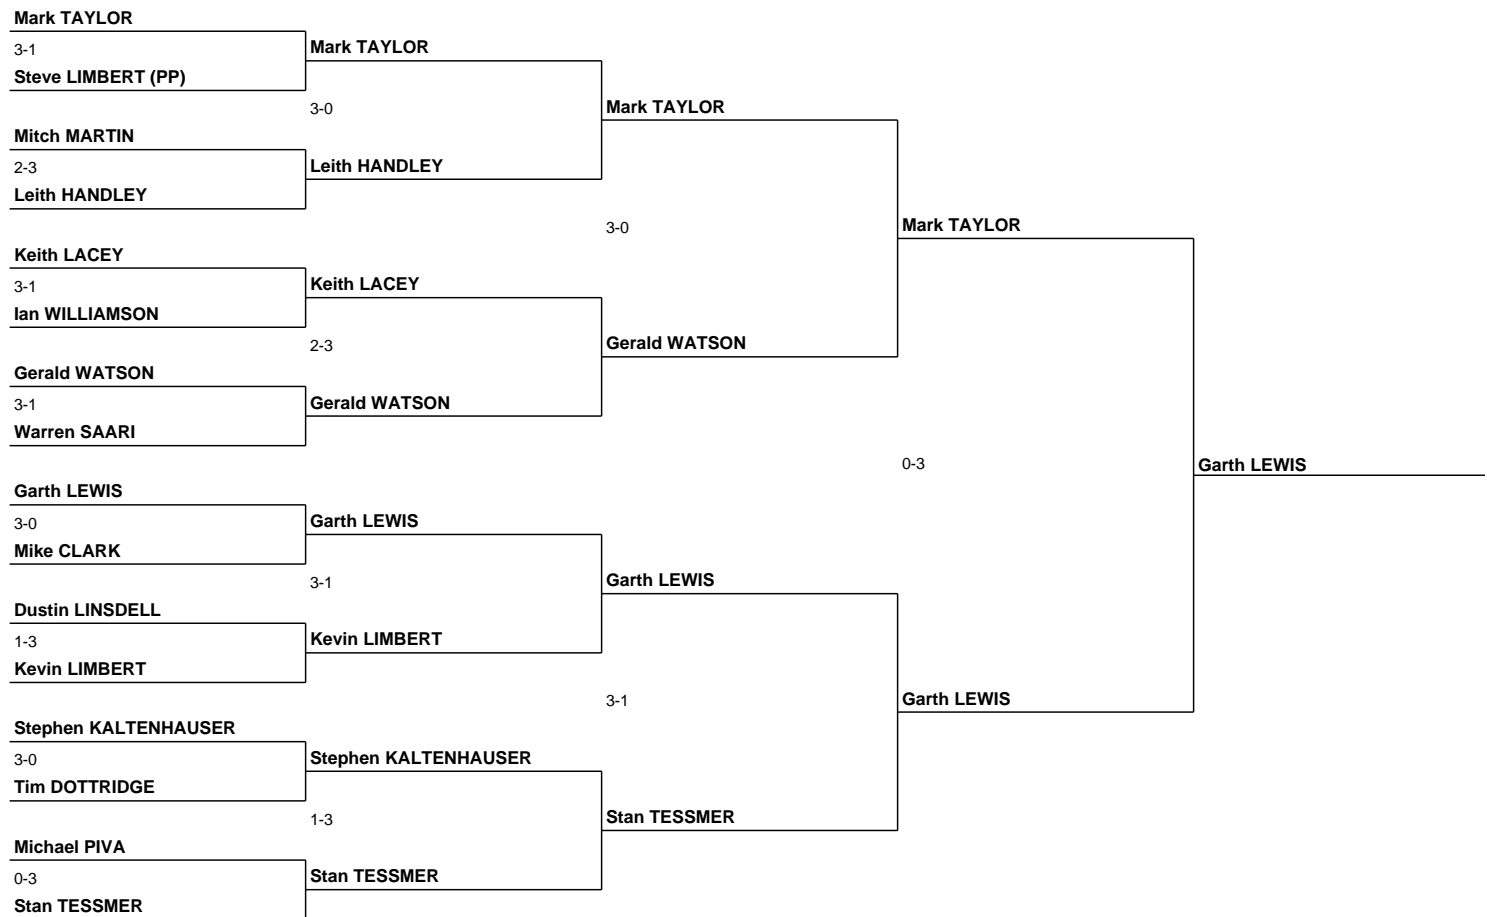 Mark TAYLOR
3-1
Steve LIMBERT (PP)
Mitch MARTIN
2-3
Leith HANDLEY
Keith LACEY
3-1
Ian WILLIAMSON
Gerald WATSON
3-1
Warren SAARI
Garth LEWIS
3-0
Mike CLARK
Dustin LINSDELL
1-3
Kevin LIMBERT
Stephen KALTENHAUSER
3-0
Tim DOTTRIDGE
Michael PIVA
0-3
Stan TESSMER
Mark TAYLOR
3-0
Leith HANDLEY
Keith LACEY
2-3
Gerald WATSON
Garth LEWIS
3-1
Kevin LIMBERT
Stephen KALTENHAUSER
1-3
Stan TESSMER
Mark TAYLOR
3-0
Gerald WATSON
Garth LEWIS
3-1
Stan TESSMER
Mark TAYLOR
0-3
Garth LEWIS
Garth LEWIS